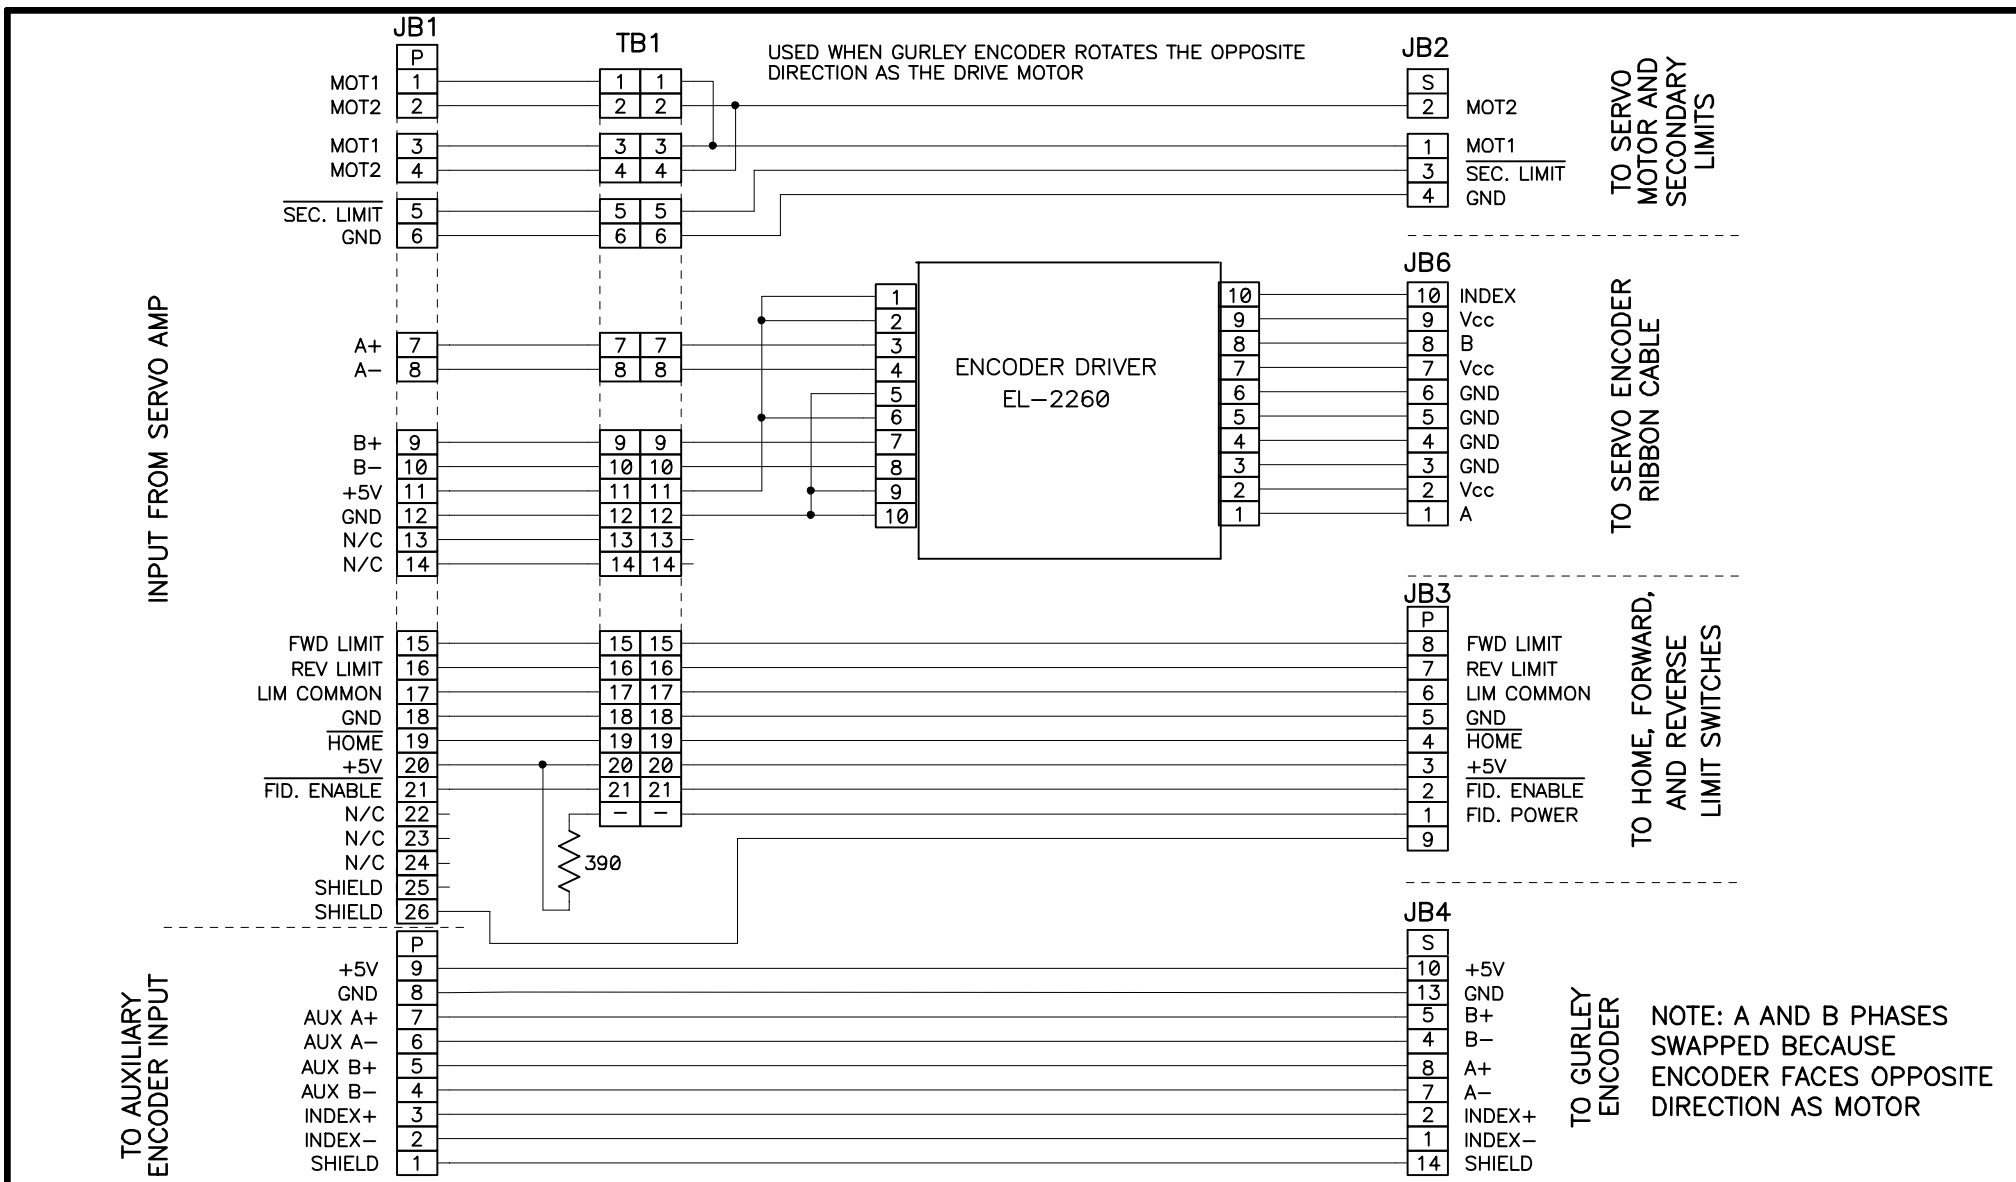 JB1
P
MOT1 1
MOT2 2
MOT1 3
MOT2 4
SEC. LIMIT 5
GND 6
A+ 7
A− 8
B+ 9
B− 10
+5V 11
GND 12
N/C 13
N/C 14
FWD LIMIT 15
REV LIMIT 16
LIM COMMON 17
GND 18
HOME 19
+5V 20
FID. ENABLE 21
N/C 22
N/C 23
N/C 24
SHIELD 25
SHIELD 26
INPUT FROM SERVO AMP
P
+5V 9
GND 8
AUX A+ 7
AUX A− 6
AUX B+ 5
AUX B− 4
INDEX+ 3
INDEX− 2
SHIELD 1
TO AUXILIARY
ENCODER INPUT
TB1
1 1
2 2
3 3
4 4
5 5
6 6
7 7
8 8
9 9
10 10
11 11
12 12
13 13
14 14
15 15
16 16
17 17
18 18
19 19
20 20
21 21
− −
390
USED WHEN GURLEY ENCODER ROTATES THE OPPOSITE
DIRECTION AS THE DRIVE MOTOR
1
2
3
4
5
6
7
8
9
10
ENCODER DRIVER
EL−2260
10
9
8
7
6
5
4
3
2
1
JB2
S
2 MOT2
1 MOT1
3 SEC. LIMIT
4 GND
TO SERVO
MOTOR AND
SECONDARY
LIMITS
JB6
10 INDEX
9 Vcc
8 B
7 Vcc
6 GND
5 GND
4 GND
3 GND
2 Vcc
1 A
TO SERVO ENCODER
RIBBON CABLE
JB3
P
8 FWD LIMIT
7 REV LIMIT
6 LIM COMMON
5 GND
4 HOME
3 +5V
2 FID. ENABLE
1 FID. POWER
9
TO HOME, FORWARD,
AND REVERSE
LIMIT SWITCHES
JB4
S
10 +5V
13 GND
5 B+
4 B−
8 A+
7 A−
2 INDEX+
1 INDEX−
14 SHIELD
TO GURLEY
ENCODER
NOTE: A AND B PHASES
SWAPPED BECAUSE
ENCODER FACES OPPOSITE
DIRECTION AS MOTOR